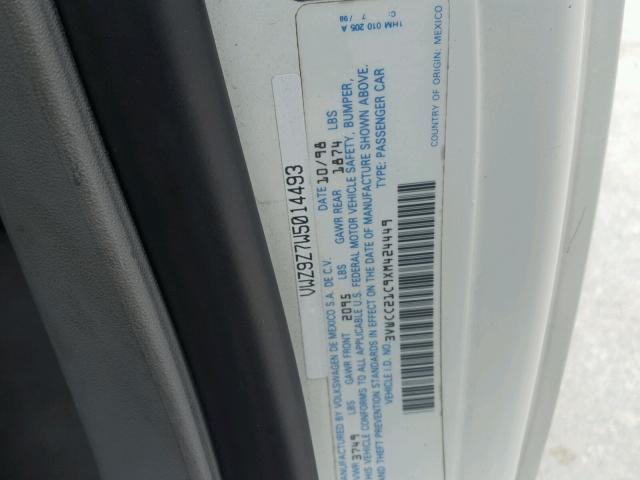 VWZ9Z7W5014493
MANUFACTURED BY VOLKSWAGEN DE MEXICO S.A. DE C.V. DATE 10/98
VWR 3749 LBS GAWR FRONT 2095 LBS GAWR REAR 1874 LBS
THIS VEHICLE CONFORMS TO ALL APPLICABLE U.S. FEDERAL MOTOR VEHICLE SAFETY, BUMPER,
AND THEFT PREVENTION STANDARDS IN EFFECT ON THE DATE OF MANUFACTURE SHOWN ABOVE.
VEHICLE I.D. NO. 3VWCC21C9XM424449 TYPE: PASSENGER CAR
COUNTRY OF ORIGIN: MEXICO
1HM 010 205 A
7 / 98